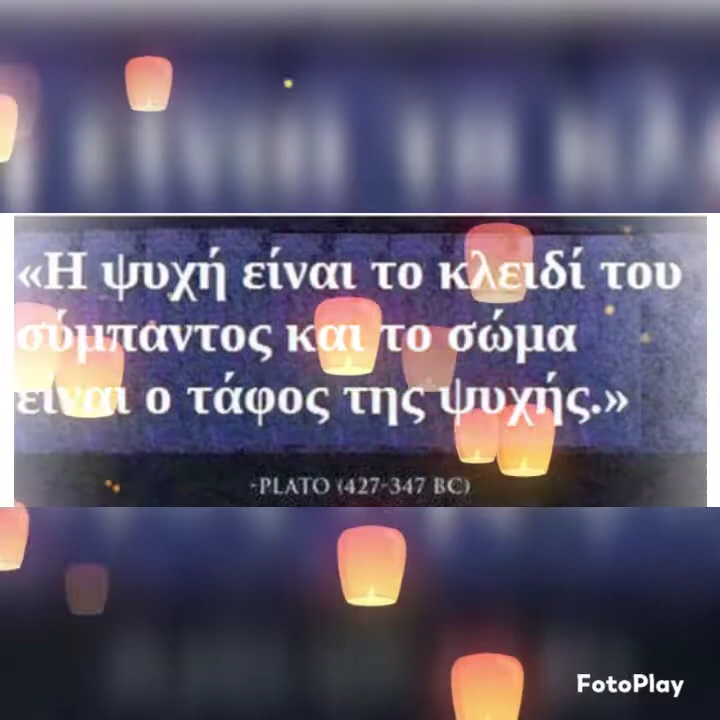 «Η ψυχή είναι το κλειδί του
σύμπαντος και το σώμα
είναι ο τάφος της ψυχής.»
-PLATO (427-347 BC)
FotoPlay